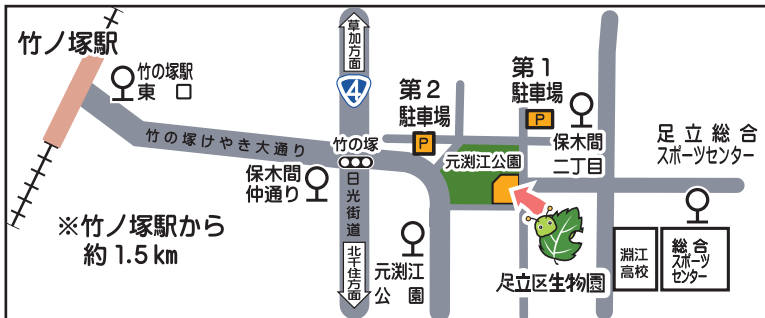 竹ノ塚駅
竹の塚駅
東口
草加方面
4
第2
駐車場
P
第1
駐車場
P
保木間
二丁目
足立総合
スポーツセンター
竹の塚けやき大通り
竹の塚
元渕江公園
保木間
仲通り
日光街道
※竹ノ塚駅から
約1.5km
北千住方面
元渕江
公園
足立区生物園
淵江
高校
総合
スポーツ
センター